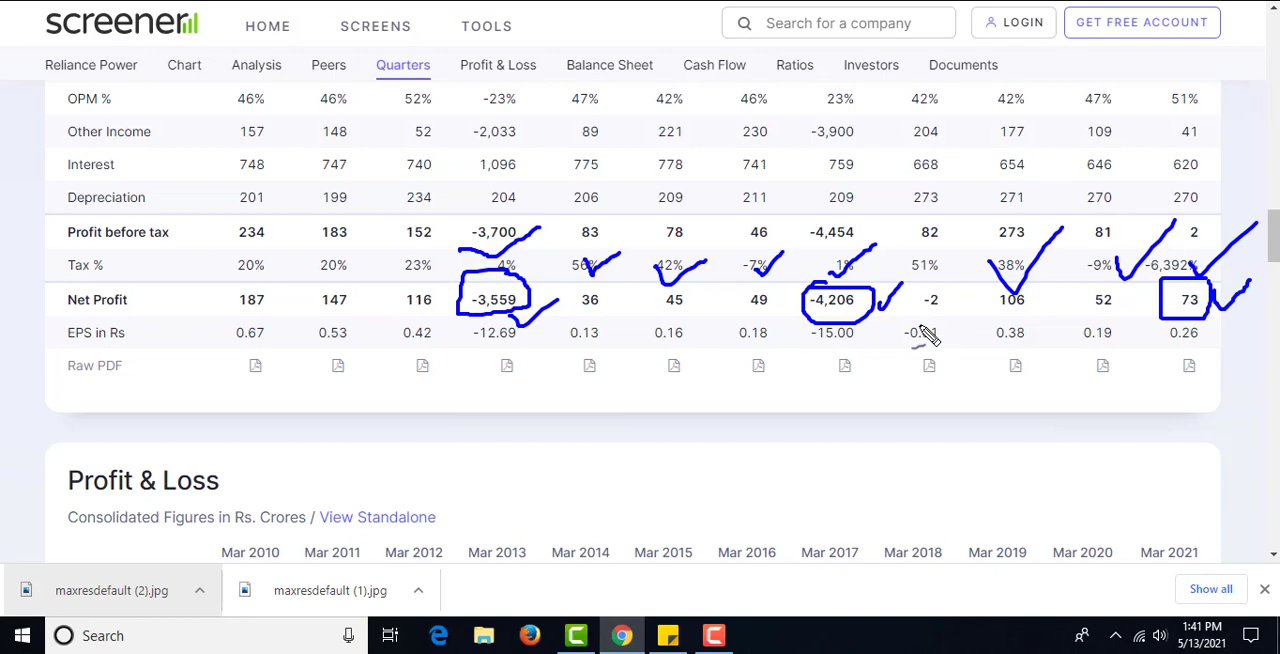 screener HOME SCREENS TOOLS Search for a company LOGIN GET FREE ACCOUNT
Reliance Power Chart Analysis Peers Quarters Profit & Loss Balance Sheet Cash Flow Ratios Investors Documents
OPM % 46% 46% 52% -23% 47% 42% 46% 23% 42% 42% 47% 51%
Other Income 157 148 52 -2,033 89 221 230 -3,900 204 177 109 41
Interest 748 747 740 1,096 775 778 741 759 668 654 646 620
Depreciation 201 199 234 204 206 209 211 209 273 271 270 270
Profit before tax 234 183 152 -3,700 83 78 46 -4,454 82 273 81 2
Tax % 20% 20% 23% 4% 56% 42% -7% 1% 51% 38% -9% -6,392%
Net Profit 187 147 116 -3,559 36 45 49 -4,206 -2 106 52 73
EPS in Rs 0.67 0.53 0.42 -12.69 0.13 0.16 0.18 -15.00 0.38 0.19 0.26
Raw PDF
Profit & Loss
Consolidated Figures in Rs. Crores / View Standalone
Mar 2010 Mar 2011 Mar 2012 Mar 2013 Mar 2014 Mar 2015 Mar 2016 Mar 2017 Mar 2018 Mar 2019 Mar 2020 Mar 2021
maxresdefault (2).jpg maxresdefault (1).jpg Show all
Search 1:41 PM
5/13/2021